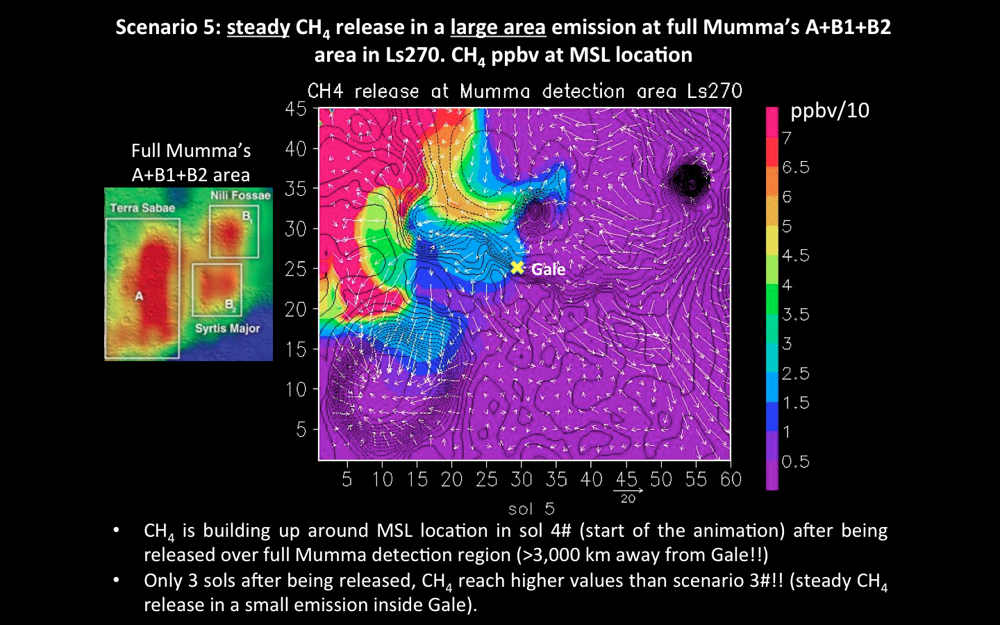 Scenario 5: steady CH4 release in a large area emission at full Mumma's A+B1+B2
area in Ls270. CH4 ppbv at MSL location
CH4 release at Mumma detection area Ls270
Full Mumma's
A+B1+B2 area
Terra Sabae
Nili Fossae
B1
A
B2
Syrtis Major
45
40
35
30
25
20
15
10
5
Gale
5 10 15 20 25 30 35 40 45 50 55 60
20
sol 5
ppbv/10
7
6.5
6
5
4.5
4
3.5
3
2.5
1.5
1
0.5
• CH4 is building up around MSL location in sol 4# (start of the animation) after being
released over full Mumma detection region (>3,000 km away from Gale!!)
• Only 3 sols after being released, CH4 reach higher values than scenario 3#!! (steady CH4
release in a small emission inside Gale).